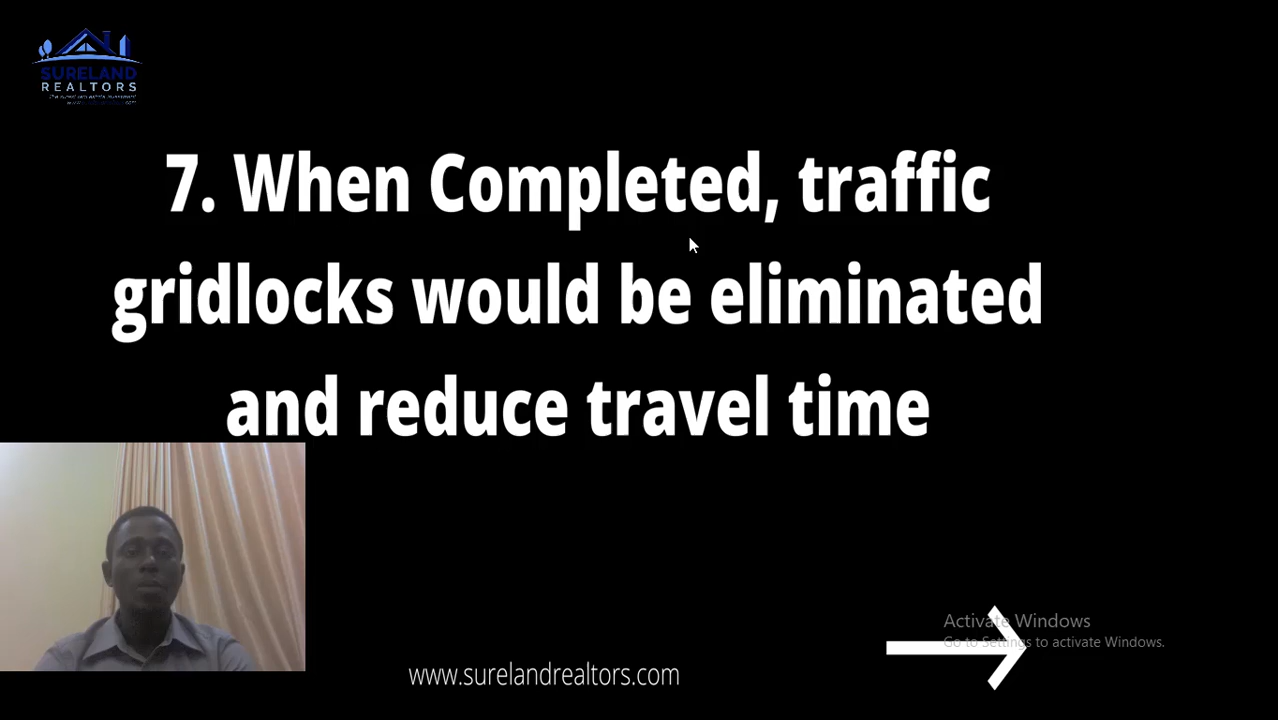 SURELAND
REALTORS
7. When Completed, traffic
gridlocks would be eliminated
and reduce travel time
Activate Windows
Go to Settings to activate Windows.
www.surelandrealtors.com